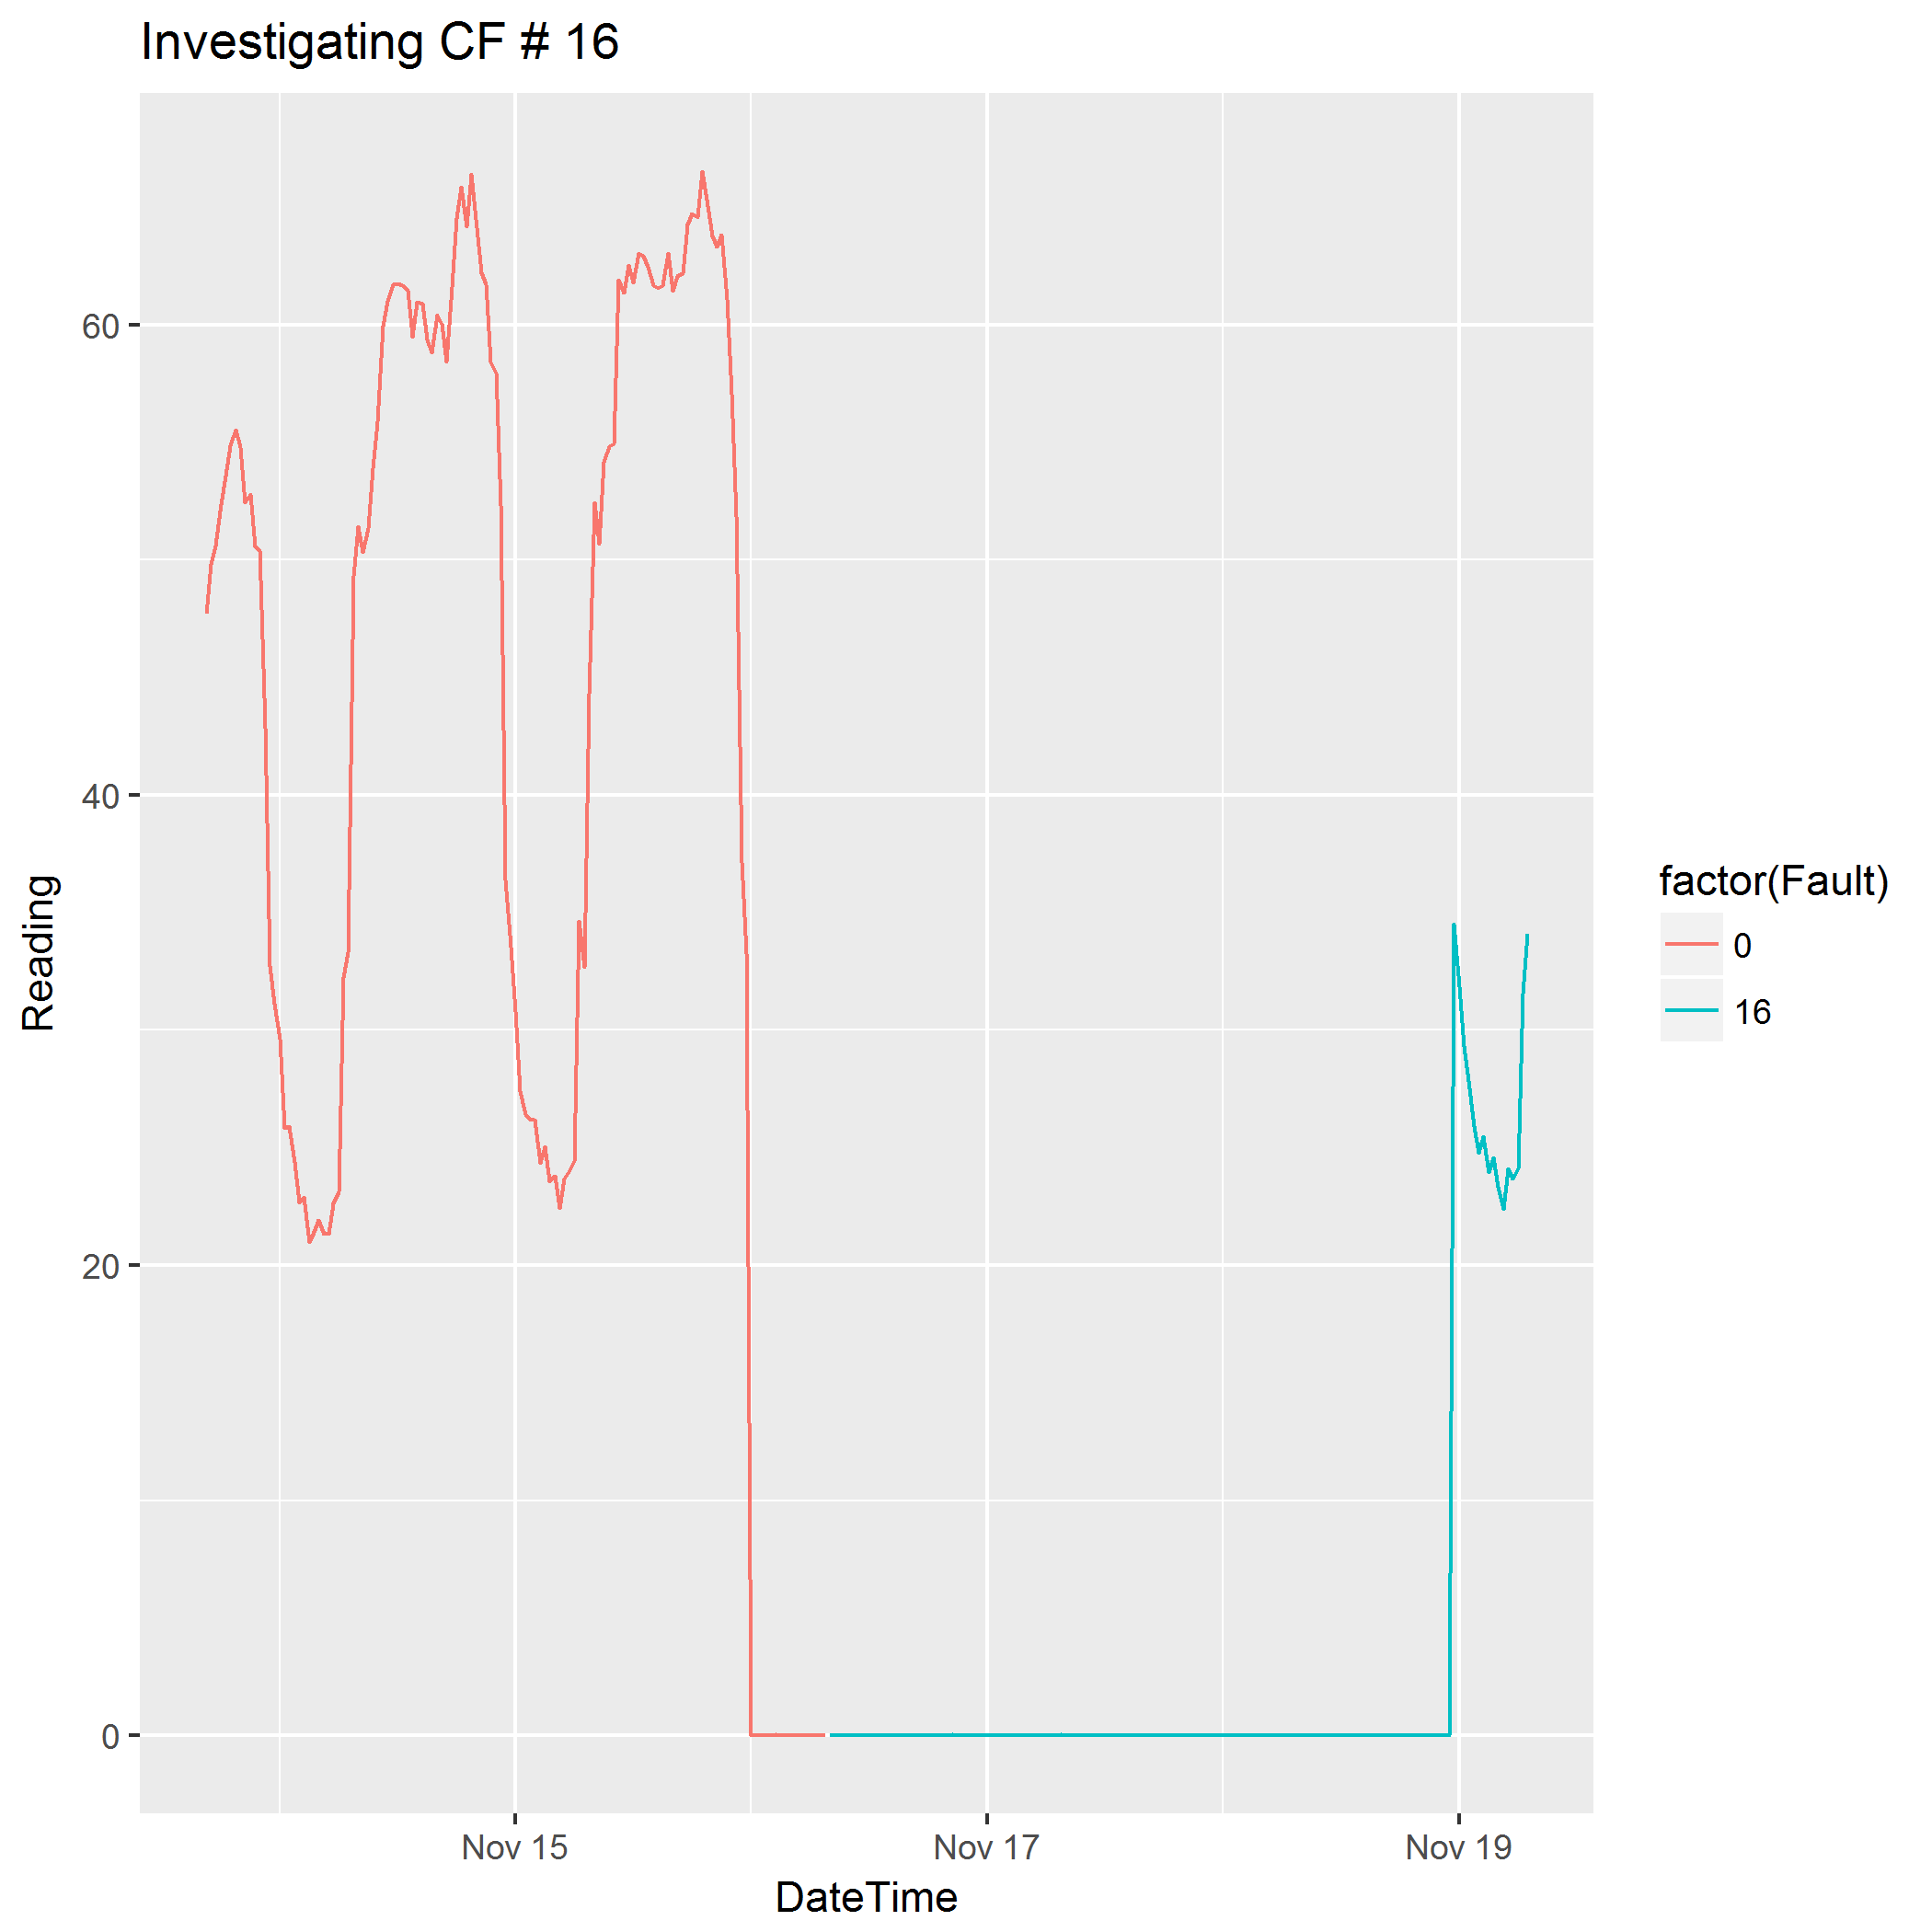 Investigating CF # 16
60
40
20
0
Reading
Nov 15
Nov 17
Nov 19
DateTime
factor(Fault)
0
16